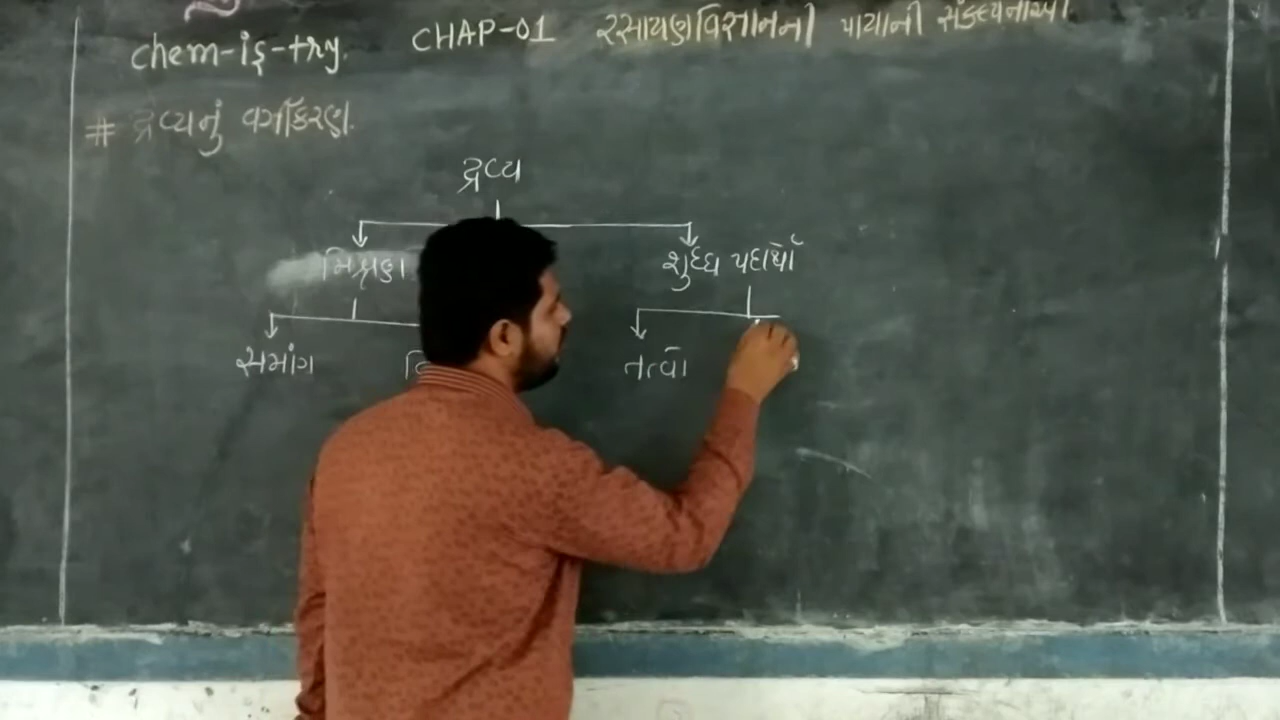 chem-is-try. CHAP-01 રસાયણવિજ્ઞાનની પાયાની સંકલ્પનાઓ
# દ્રવ્યનું વર્ગીકરણ.
દ્રવ્ય
મિશ્રણ શુદ્ધ પદાર્થો
સમાંગ તત્વો